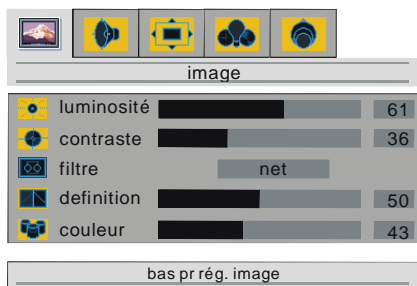 image
luminosité 61
contraste 36
filtre net
definition 50
couleur 43
bas pr rég. image